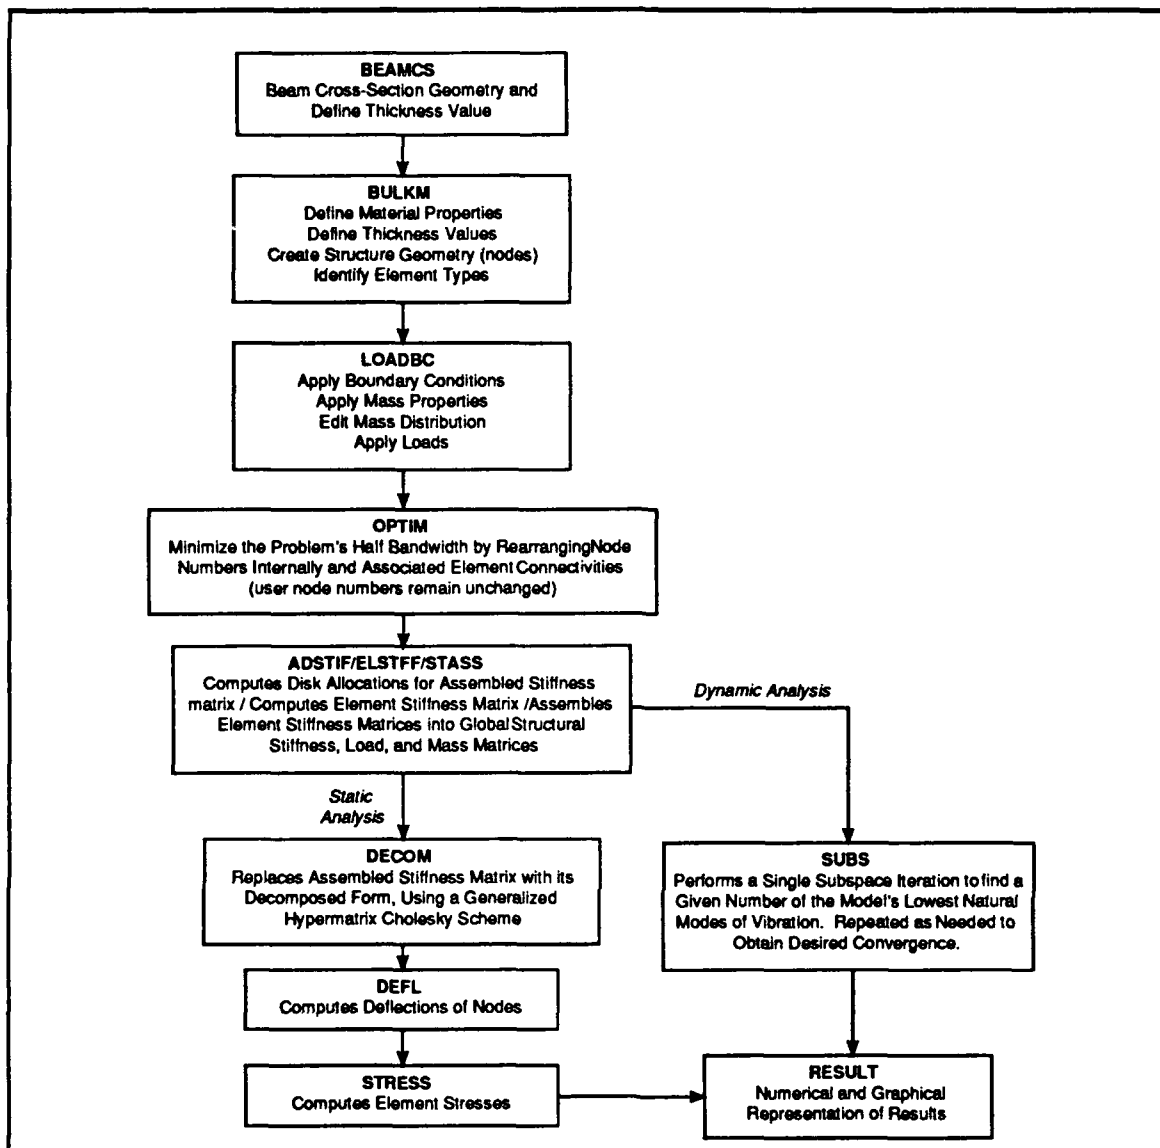 BEAMCS
Beam Cross-Section Geometry and
Define Thickness Value
BULKM
Define Material Properties
Define Thickness Values
Create Structure Geometry (nodes)
Identify Element Types
LOADBC
Apply Boundary Conditions
Apply Mass Properties
Edit Mass Distribution
Apply Loads
OPTIM
Minimize the Problem's Half Bandwidth by RearrangingNode
Numbers Internally and Associated Element Connectivities
(user node numbers remain unchanged)
ADSTIF/ELSTFF/STASS
Computes Disk Allocations for Assembled Stiffness
matrix / Computes Element Stiffness Matrix /Assembles
Element Stiffness Matrices into Global Structural
Stiffness, Load, and Mass Matrices
Dynamic Analysis
Static
Analysis
DECOM
Replaces Assembled Stiffness Matrix with its
Decomposed Form, Using a Generalized
Hypermatrix Cholesky Scheme
SUBS
Performs a Single Subspace Iteration to find a
Given Number of the Model's Lowest Natural
Modes of Vibration. Repeated as Needed to
Obtain Desired Convergence.
DEFL
Computes Deflections of Nodes
STRESS
Computes Element Stresses
RESULT
Numerical and Graphical
Representation of Results